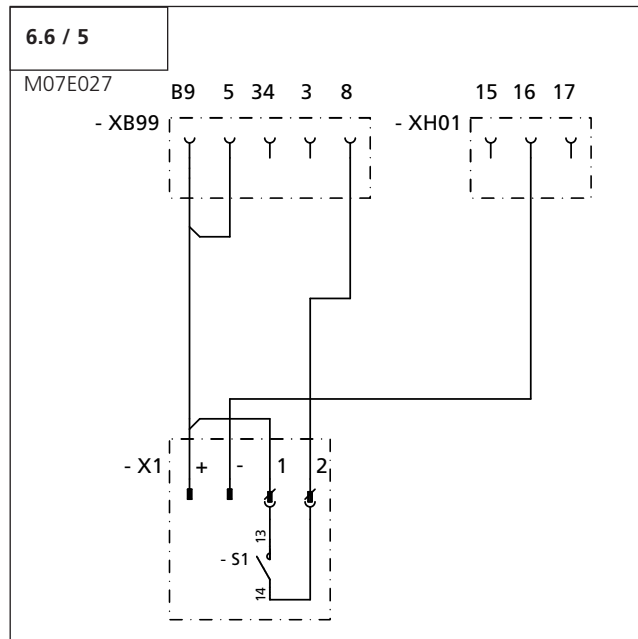 6.6 / 5
M07E027
B9 5 34 3 8
15 16 17
- XB99
- XH01
- X1 + - 1 2
13
- S1
14